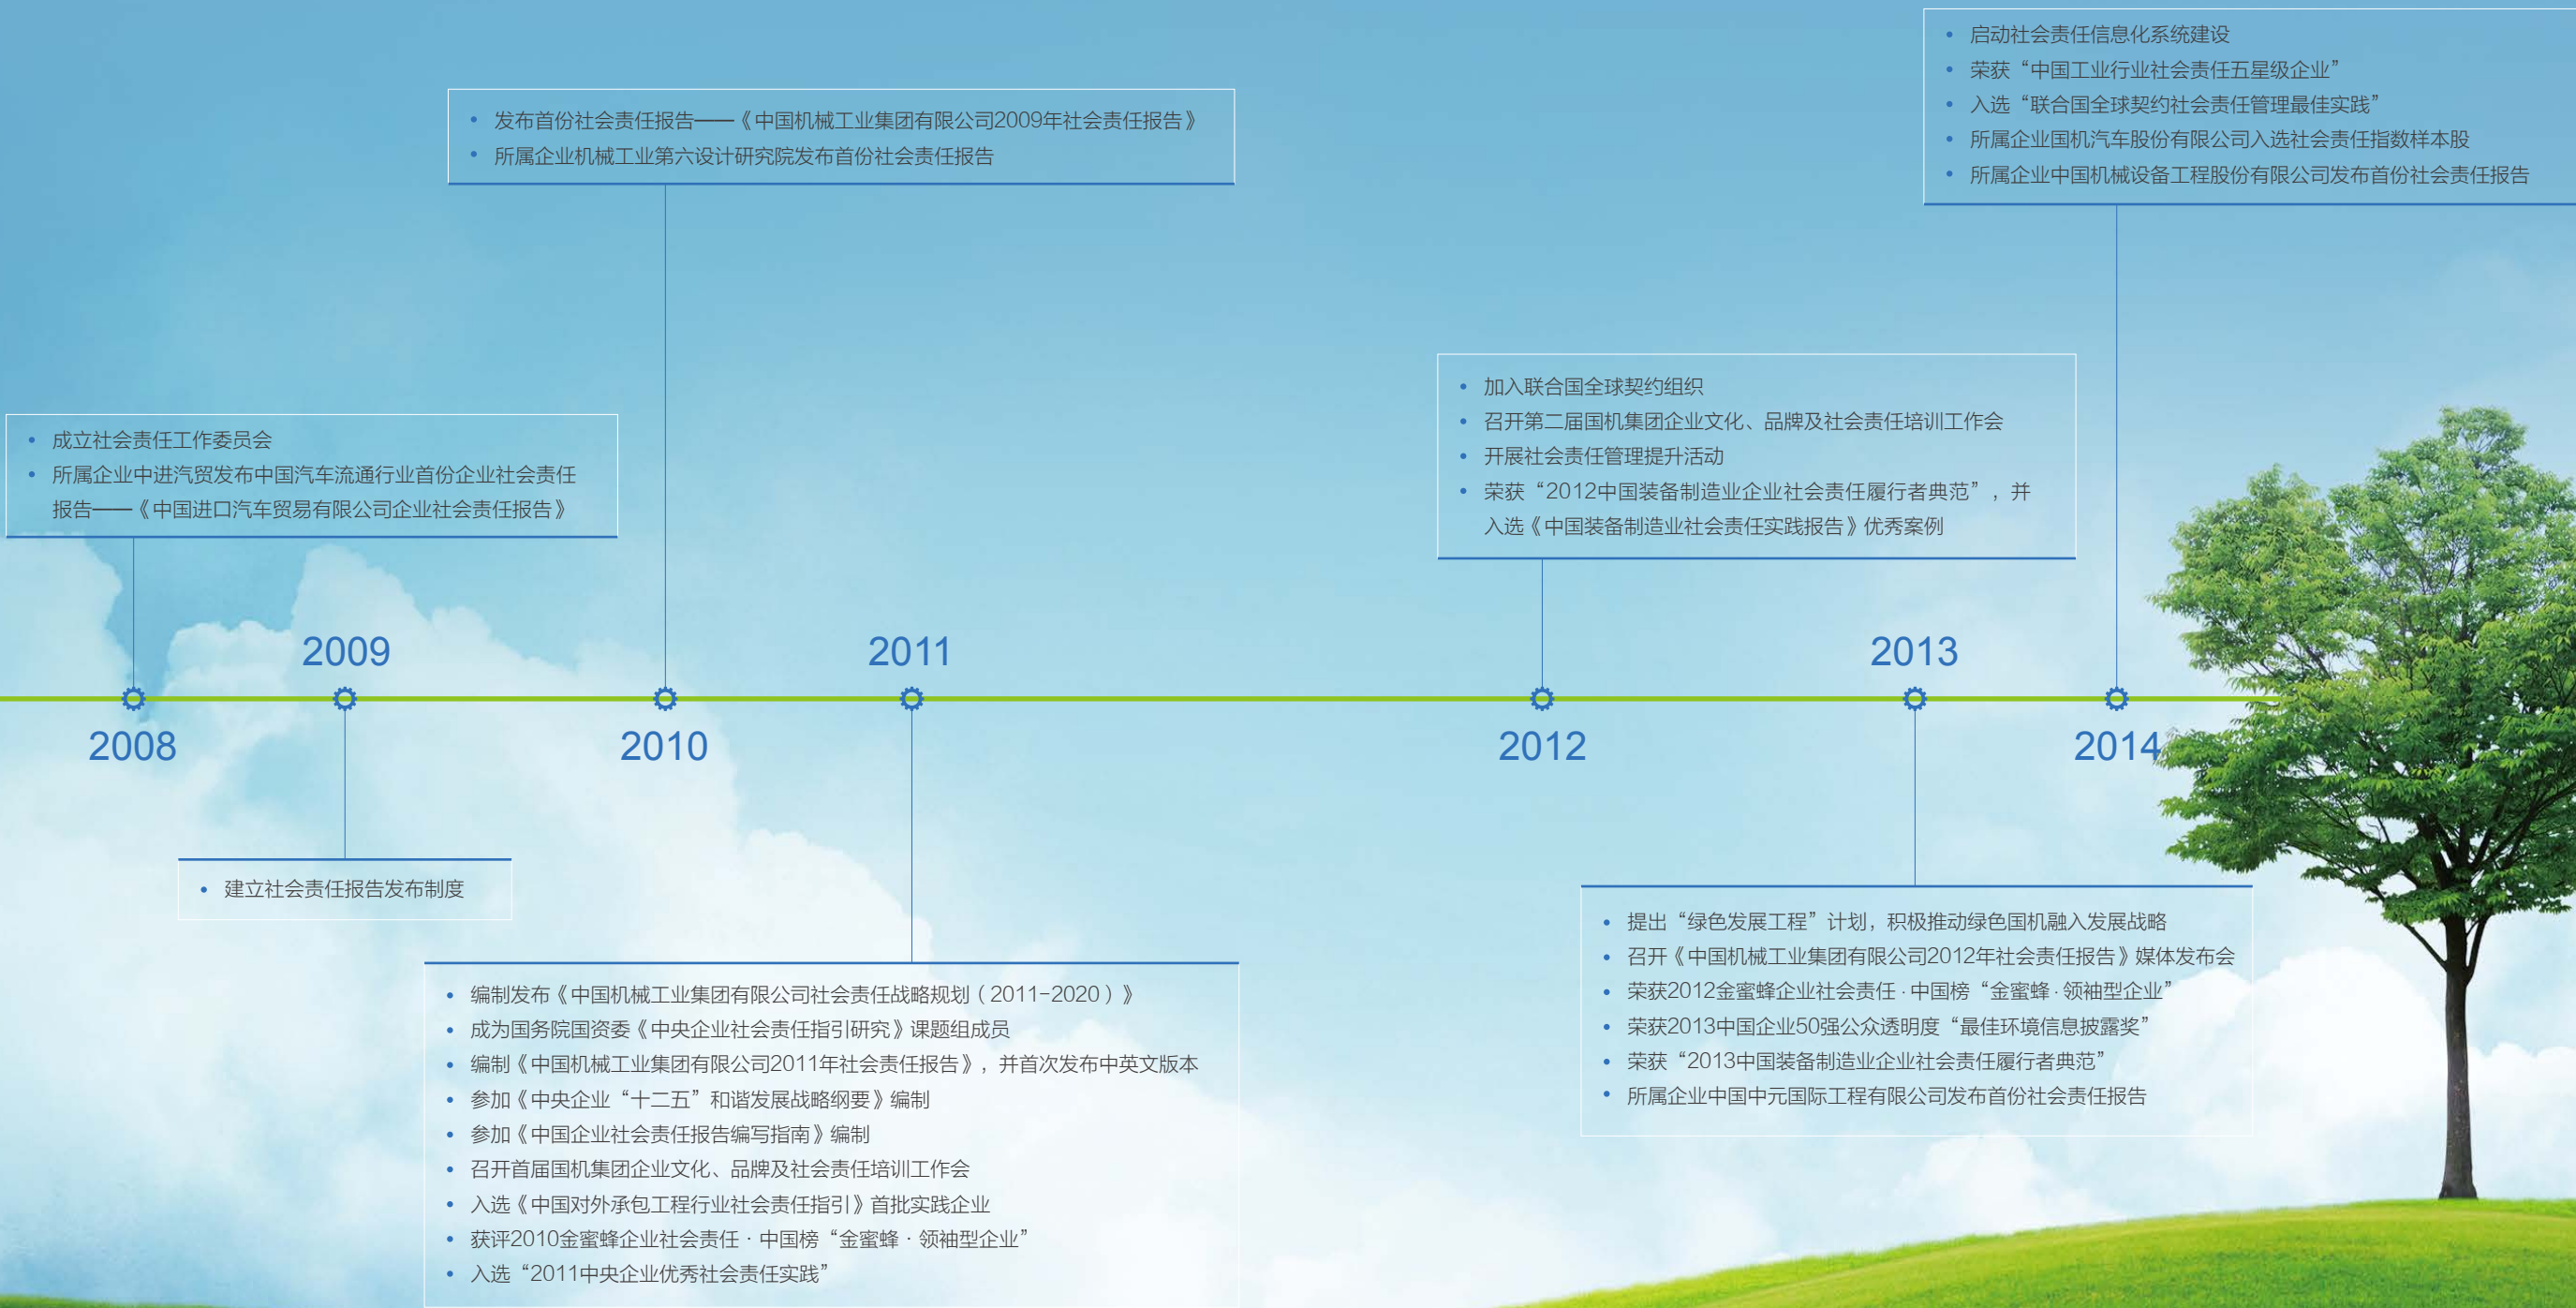 启动社会责任信息化系统建设
荣获“中国工业行业社会责任五星级企业”
入选“联合国全球契约社会责任管理最佳实践”
所属企业国机汽车股份有限公司入选社会责任指数样本股
所属企业中国机械设备工程股份有限公司发布首份社会责任报告
发布首份社会责任报告——《中国机械工业集团有限公司2009年社会责任报告》
所属企业机械工业第六设计研究院发布首份社会责任报告
加入联合国全球契约组织
召开第二届国机集团企业文化、品牌及社会责任培训工作会
开展社会责任管理提升活动
荣获“2012中国装备制造业企业社会责任履行者典范”，并
入选《中国装备制造业社会责任实践报告》优秀案例
成立社会责任工作委员会
所属企业中进汽贸发布中国汽车流通行业首份企业社会责任
报告——《中国进口汽车贸易有限公司企业社会责任报告》
2009
2011
2013
2008
2010
2012
2014
建立社会责任报告发布制度
编制发布《中国机械工业集团有限公司社会责任战略规划（2011-2020）》
成为国务院国资委《中央企业社会责任指引研究》课题组成员
编制《中国机械工业集团有限公司2011年社会责任报告》，并首次发布中英文版本
参加《中央企业“十二五”和谐发展战略纲要》编制
参加《中国企业社会责任报告编写指南》编制
召开首届国机集团企业文化、品牌及社会责任培训工作会
入选《中国对外承包工程行业社会责任指引》首批实践企业
获评2010金蜜蜂企业社会责任·中国榜“金蜜蜂·领袖型企业”
入选“2011中央企业优秀社会责任实践”
提出“绿色发展工程”计划，积极推动绿色国机融入发展战略
召开《中国机械工业集团有限公司2012年社会责任报告》媒体发布会
荣获2012金蜜蜂企业社会责任·中国榜“金蜜蜂·领袖型企业”
荣获2013中国企业50强公众透明度“最佳环境信息披露奖”
荣获“2013中国装备制造业企业社会责任履行者典范”
所属企业中国中元国际工程有限公司发布首份社会责任报告